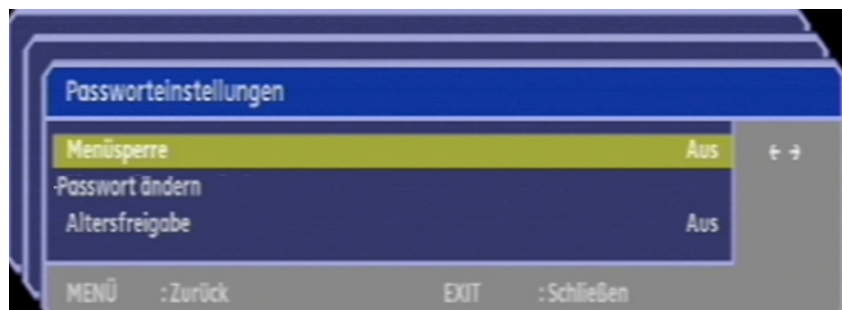 Passworteinstellungen
Menüsperre Aus
Passwort ändern
Altersfreigabe Aus
MENÜ : Zurück EXIT : Schließen